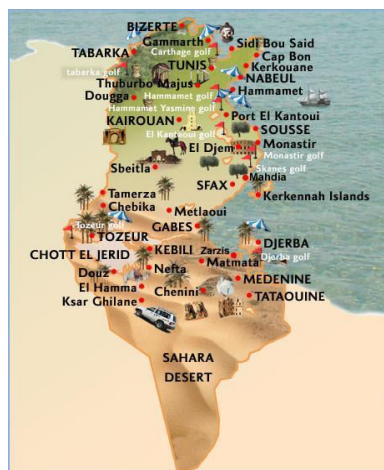 BIZERTE
Gammarth
Carthage golf
Sidi Bou Said
TABARKA
Cap Bon
tabarka golf
TUNIS
Kerkouane
NABEUL
Thuburbo Majus
Hammamet
Hammamet golf
Dougga
Hammamet Yasmine golf
Port El Kantoui
KAIROUAN
SOUSSE
El Kantaoui golf
El Djem
Monastir
Monastir golf
Sbeitla
Skanes golf
Mahdia
SFAX
Tamerza
Kerkennah Islands
Chebika
Metlaoui
Tozeur golf
GABES
TOZEUR
DJERBA
CHOTT EL JERID
KEBILI
Zarzis
Djerba golf
Matmata
Douz
Nefta
MEDENINE
El Hamma
Chenini
TATAOUINE
Ksar Ghilane
SAHARA
DESERT